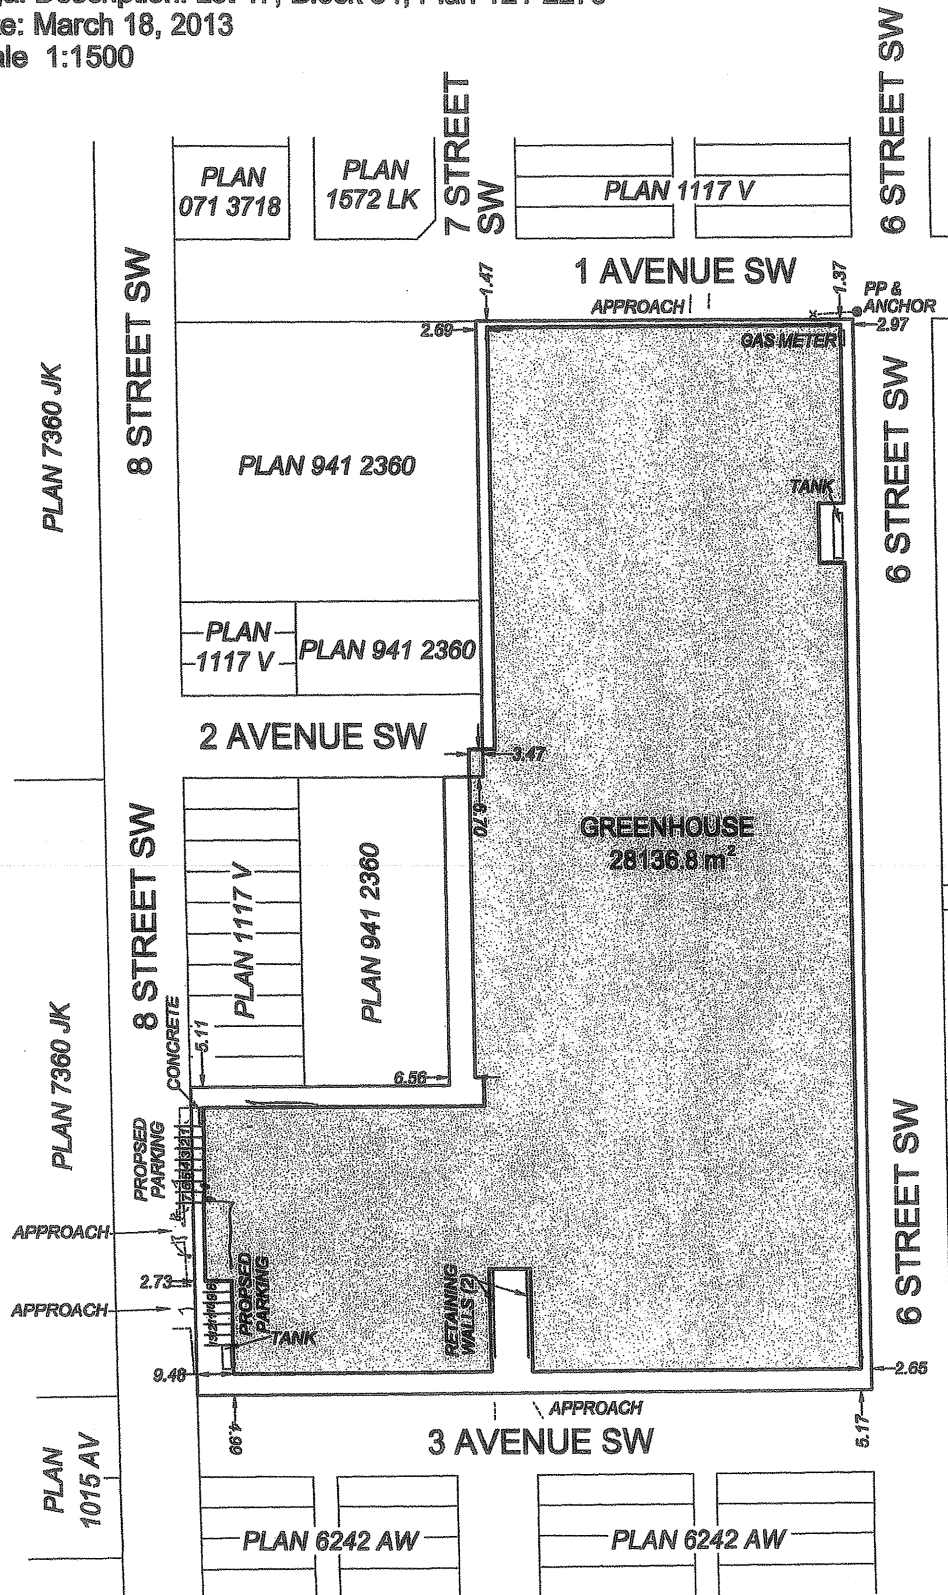 March 18, 2013
1:1500
7 STREET
SW
6 STREET SW
PLAN
071 3718
PLAN
1572 LK
PLAN 1117 V
1 AVENUE SW
APPROACH
1.47
1.37
PP &
ANCHOR
2.69
2.97
GAS METER
8 STREET SW
PLAN 7360 JK
PLAN 941 2360
TANK
6 STREET SW
PLAN
1117 V
PLAN 941 2360
2 AVENUE SW
3.47
6.70
GREENHOUSE
28136.8 m²
8 STREET SW
PLAN 1117 V
PLAN 941 2360
PLAN 7360 JK
CONCRETE
5.11
6.56
PROPSED
PARKING
6 STREET SW
APPROACH
2.73
APPROACH
PROPSED
PARKING
TANK
RETAINING
WALLS (2)
9.48
2.65
4.99
5.17
APPROACH
3 AVENUE SW
PLAN
1015 AV
PLAN 6242 AW
PLAN 6242 AW